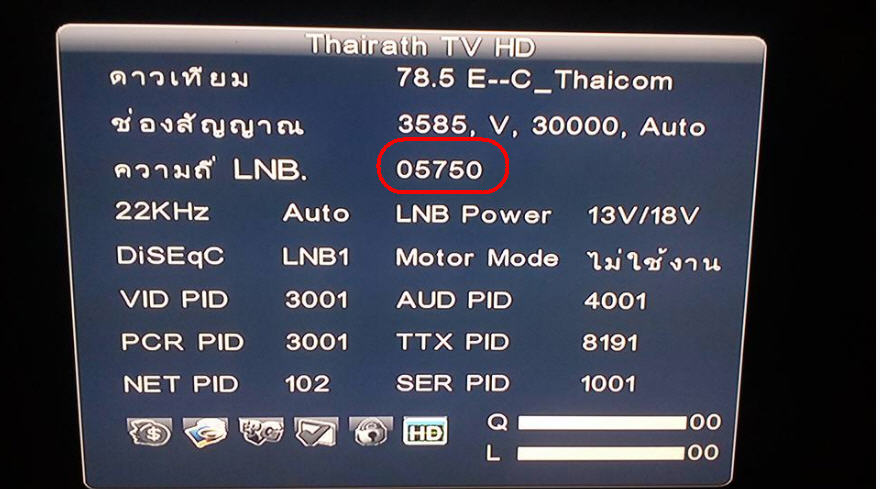 Thairath TV HD
ดาวเทียม 78.5 E--C_Thaicom
ช่องสัญญาณ 3585, V, 30000, Auto
ความถี่ LNB. 05750
22KHz Auto LNB Power 13V/18V
DiSEqC LNB1 Motor Mode ไม่ใช้งาน
VID PID 3001 AUD PID 4001
PCR PID 3001 TTX PID 8191
NET PID 102 SER PID 1001
HD Q 00
L 00